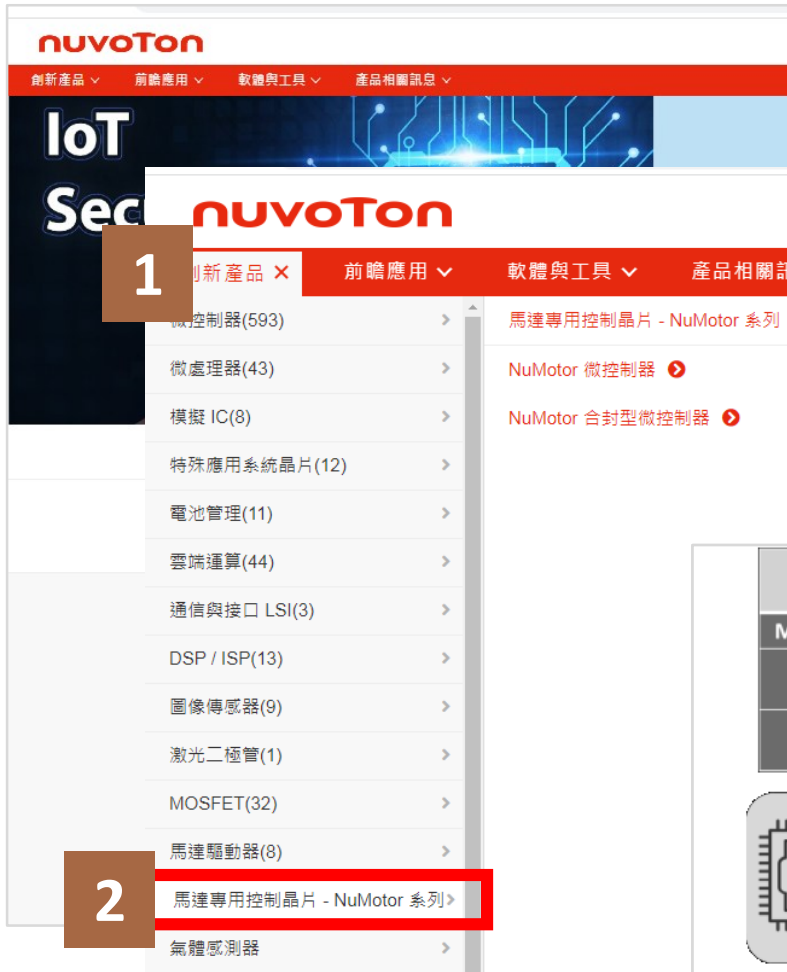 nuvoTon
創新產品 前瞻應用 軟體與工具 產品相關訊息
IoT
Sec
nuvoTon
1
新產品 前瞻應用 軟體與工具 產品相關訊
微控制器(593)
馬達專用控制晶片 - NuMotor 系列
微處理器(43)
NuMotor 微控制器
模擬 IC(8)
NuMotor 合封型微控制器
特殊應用系統晶片(12)
電池管理(11)
雲端運算(44)
通信與接口 LSI(3)
DSP / ISP(13)
圖像傳感器(9)
激光二極管(1)
MOSFET(32)
馬達驅動器(8)
2
馬達專用控制晶片 - NuMotor 系列
氣體感測器